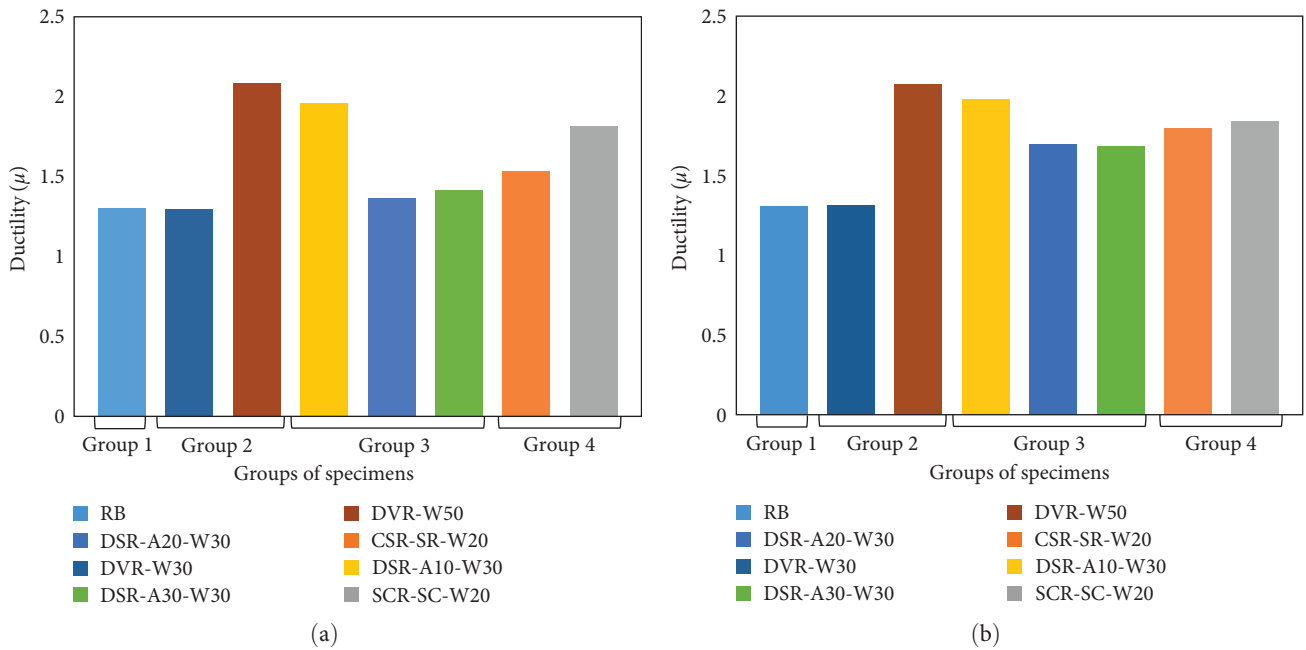 2.5
2
1.5
1
0.5
0
Ductility (μ)
Group 1
Group 2
Group 3
Group 4
Groups of specimens
RB
DSR-A20-W30
DVR-W30
DSR-A30-W30
DVR-W50
CSR-SR-W20
DSR-A10-W30
SCR-SC-W20
(a)
2.5
2
1.5
1
0.5
0
Ductility (μ)
Group 1
Group 2
Group 3
Group 4
Groups of specimens
RB
DSR-A20-W30
DVR-W30
DSR-A30-W30
DVR-W50
CSR-SR-W20
DSR-A10-W30
SCR-SC-W20
(b)